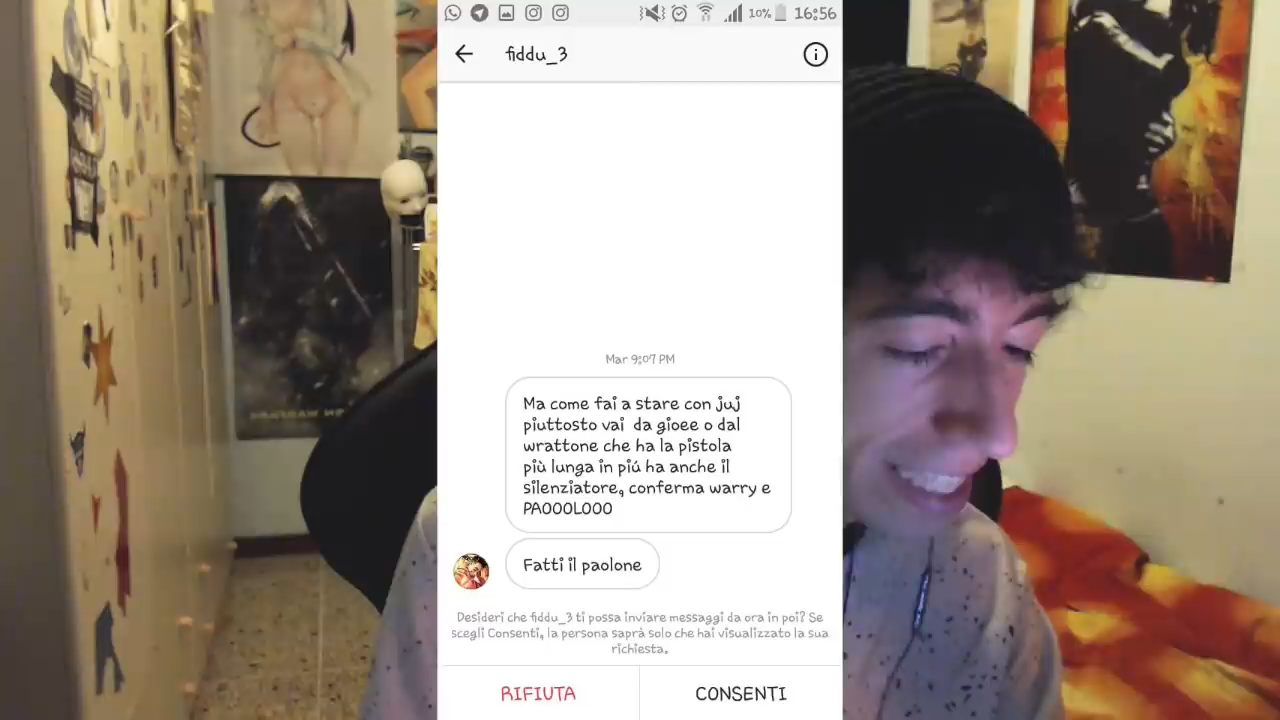 10%
16:56
fiddu_3
Mar 9:07 PM
Ma come fai a stare con juj
piuttosto vai da gioee o dal
wrattone che ha la pistola
più lunga in piú ha anche il
silenziatore, conferma warry e
PAOOOLOOO
Fatti il paolone
Desideri che fiddu_3 ti possa inviare messaggi da ora in poi? Se
scegli Consenti, la persona saprà solo che hai visualizzato la sua
richiesta.
RIFIUTA
CONSENTI